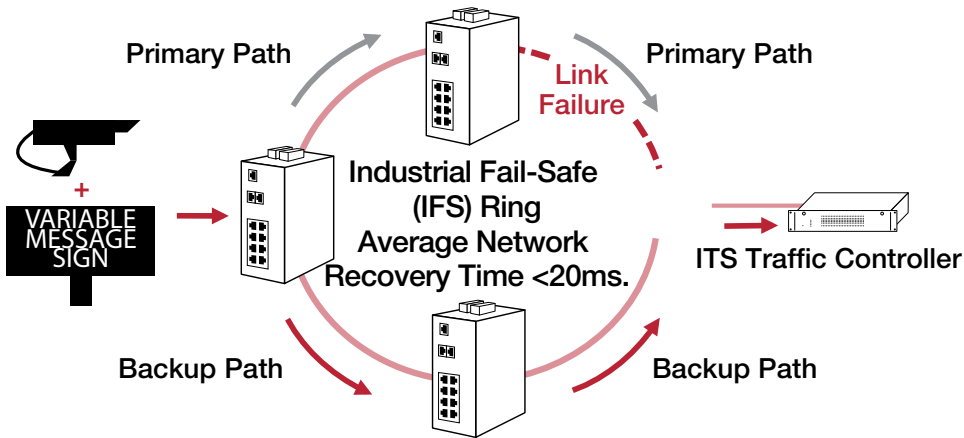 Primary Path
Primary Path
Link
Failure
+
VARIABLE
MESSAGE
SIGN
Industrial Fail-Safe
(IFS) Ring
Average Network
Recovery Time <20ms.
ITS Traffic Controller
Backup Path
Backup Path